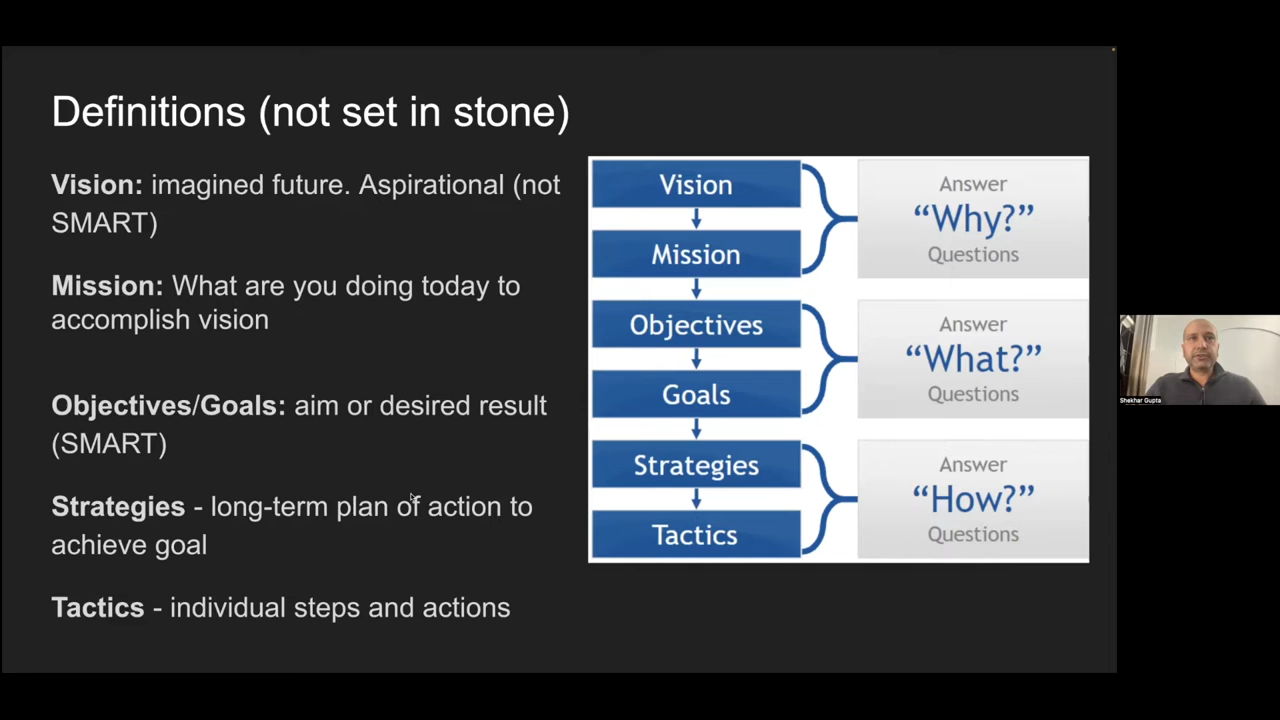 Definitions (not set in stone)
Vision: imagined future. Aspirational (not
SMART)
Mission: What are you doing today to
accomplish vision
Objectives/Goals: aim or desired result
(SMART)
Strategies - long-term plan of action to
achieve goal
Tactics - individual steps and actions
Vision
Mission
Objectives
Goals
Strategies
Tactics
Answer
“Why?”
Questions
Answer
“What?”
Questions
Answer
“How?”
Questions
Shekhar Gupta